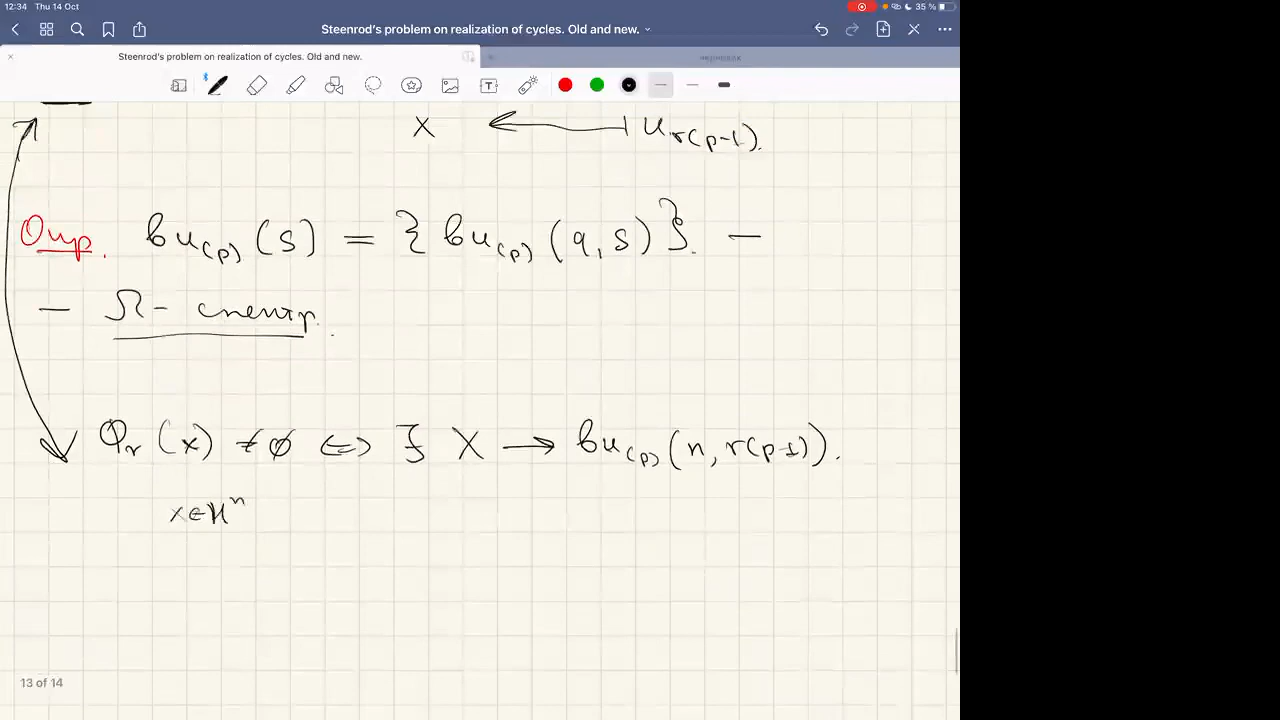 12:34 Thu 14 Oct 35 %
Steenrod's problem on realization of cycles. Old and new.
Steenrod's problem on realization of cycles. Old and new.
X ← u_{r(p-1)}.
Опр. bu_{(p)}(s) = { bu_{(p)}(q, s) }. —
— Ω- спектр.
Φ_r(x) ≠ ∅ ⇔ ∃ X → bu_{(p)}(n, r(p-1)).
x ∈ H^n
13 of 14